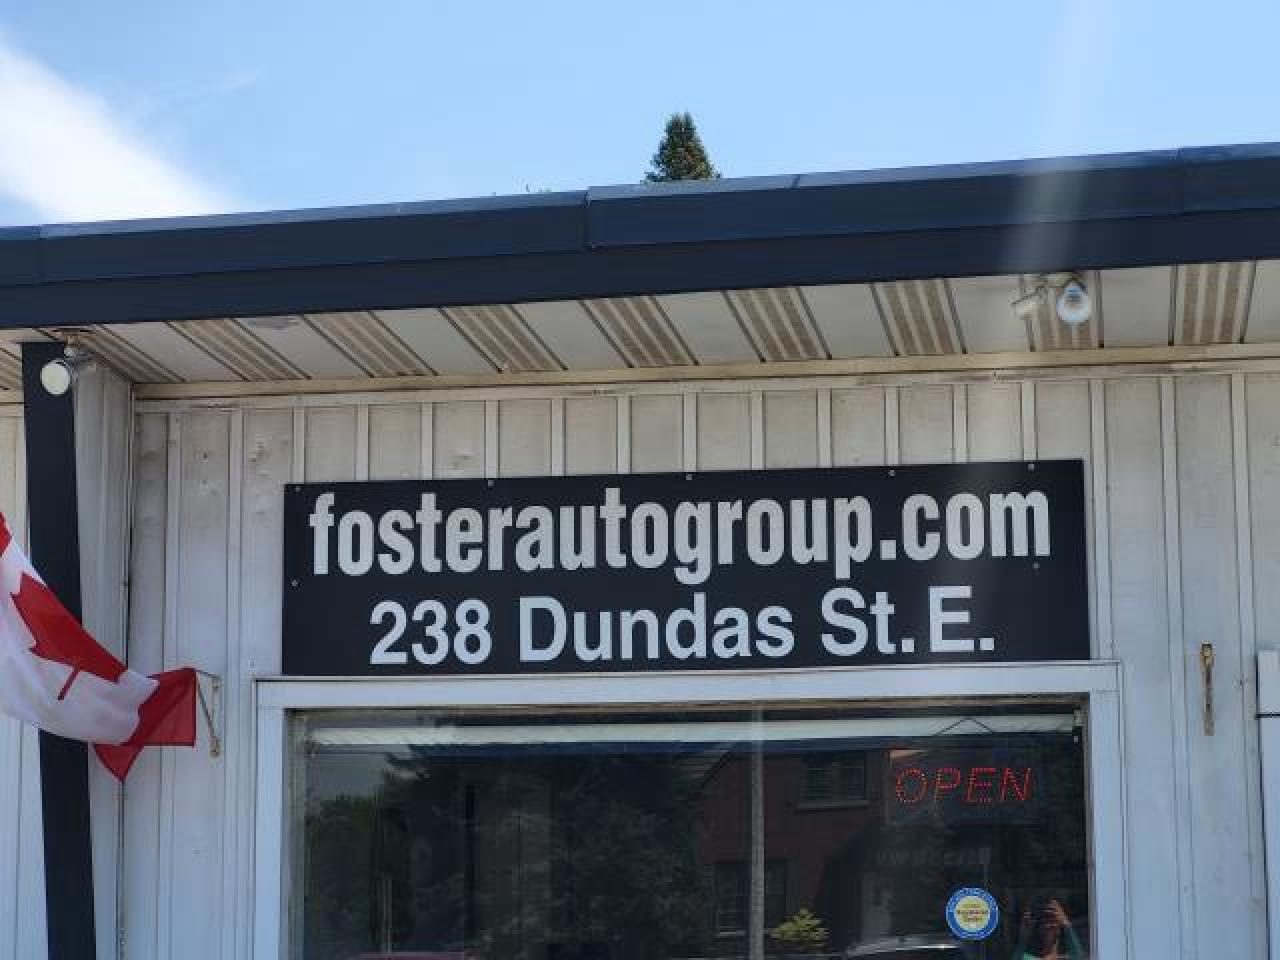 fosterautogroup.com
238 Dundas St. E.
OPEN